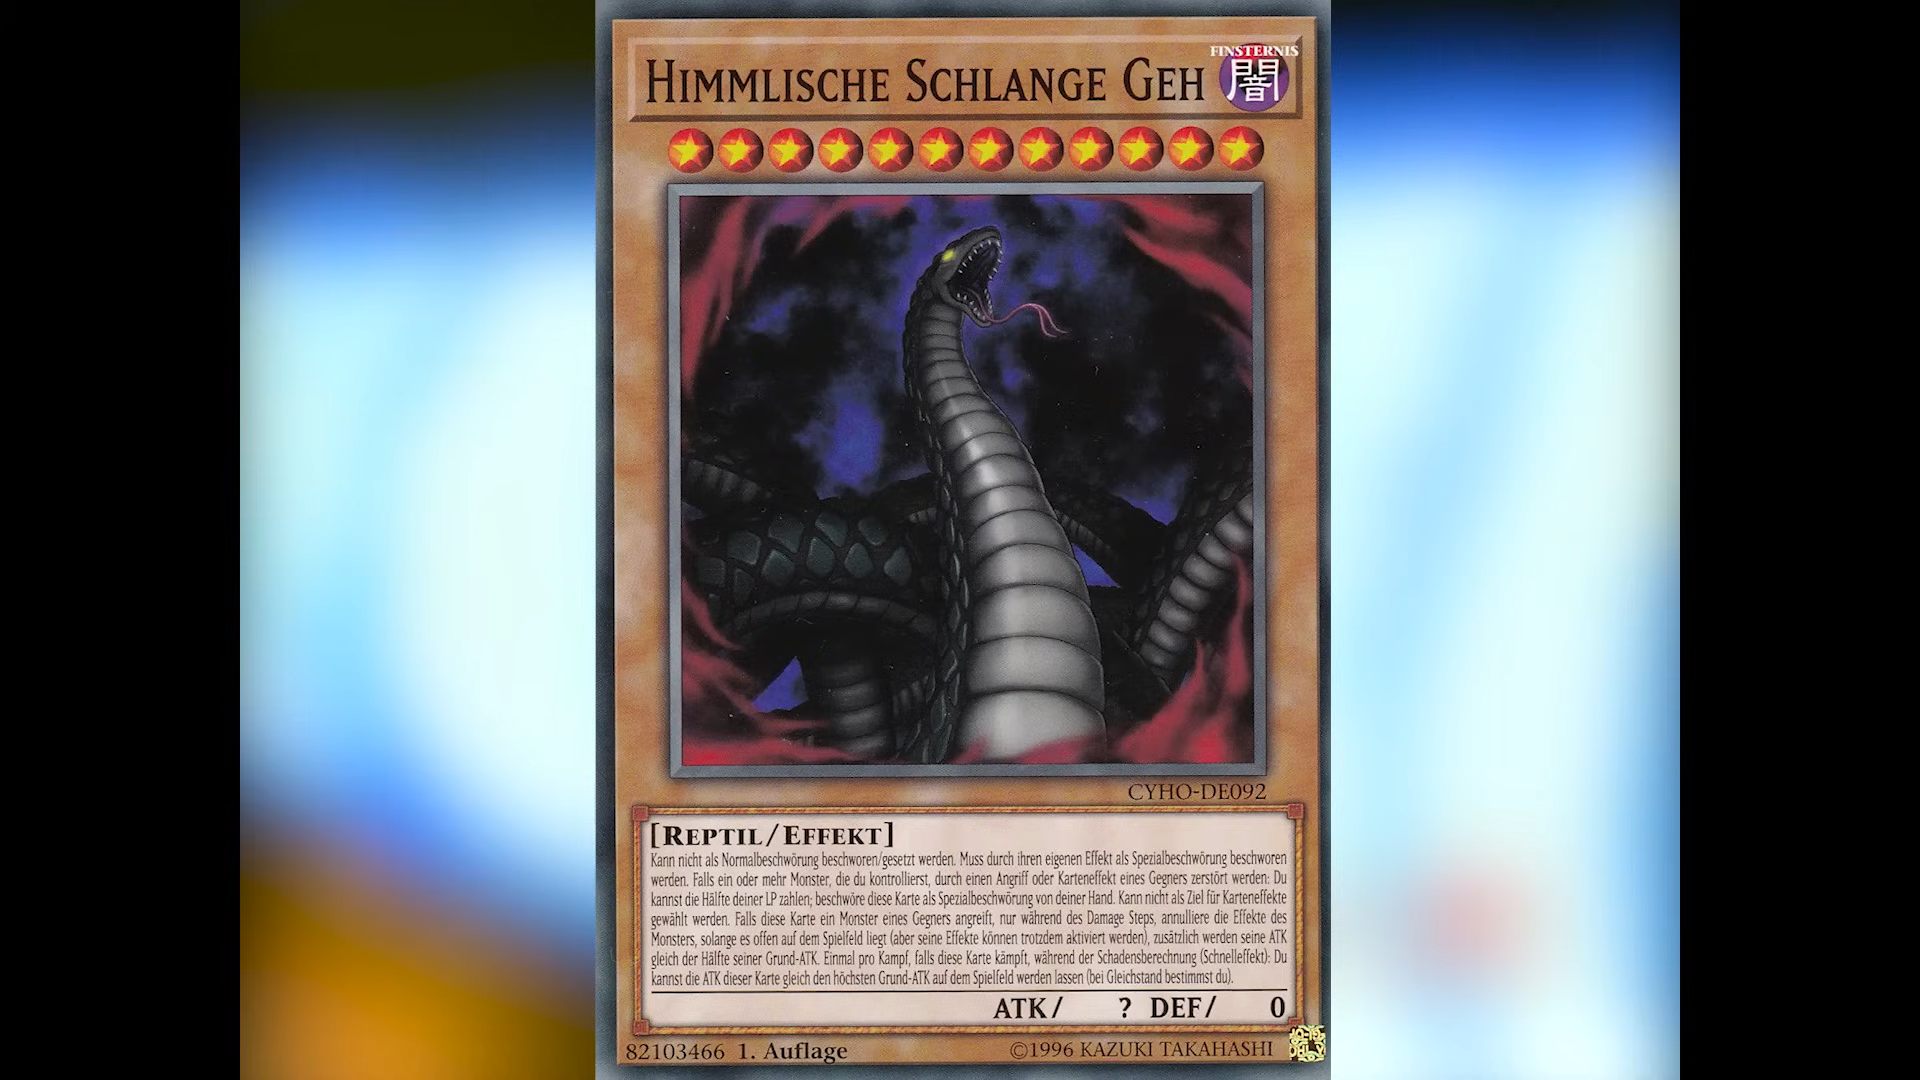 HIMMLISCHE SCHLANGE GEH
FINSTERNIS
闇
CYHO-DE092
[REPTIL/EFFEKT]
Kann nicht als Normalbeschwörung beschworen/gesetzt werden. Muss durch ihren eigenen Effekt als Spezialbeschwörung beschworen
werden. Falls ein oder mehr Monster, die du kontrollierst, durch einen Angriff oder Karteneffekt eines Gegners zerstört werden: Du
kannst die Hälfte deiner LP zahlen; beschwöre diese Karte als Spezialbeschwörung von deiner Hand. Kann nicht als Ziel für Karteneffekte
gewählt werden. Falls diese Karte ein Monster eines Gegners angreift, nur während des Damage Steps, annulliere die Effekte des
Monsters, solange es offen auf dem Spielfeld liegt (aber seine Effekte können trotzdem aktiviert werden), zusätzlich werden seine ATK
gleich der Hälfte seiner Grund-ATK. Einmal pro Kampf, falls diese Karte kämpft, während der Schadensberechnung (Schnelleffekt): Du
kannst die ATK dieser Karte gleich den höchsten Grund-ATK auf dem Spielfeld werden lassen (bei Gleichstand bestimmst du).
ATK/ ? DEF/ 0
82103466 1. Auflage ©1996 KAZUKI TAKAHASHI